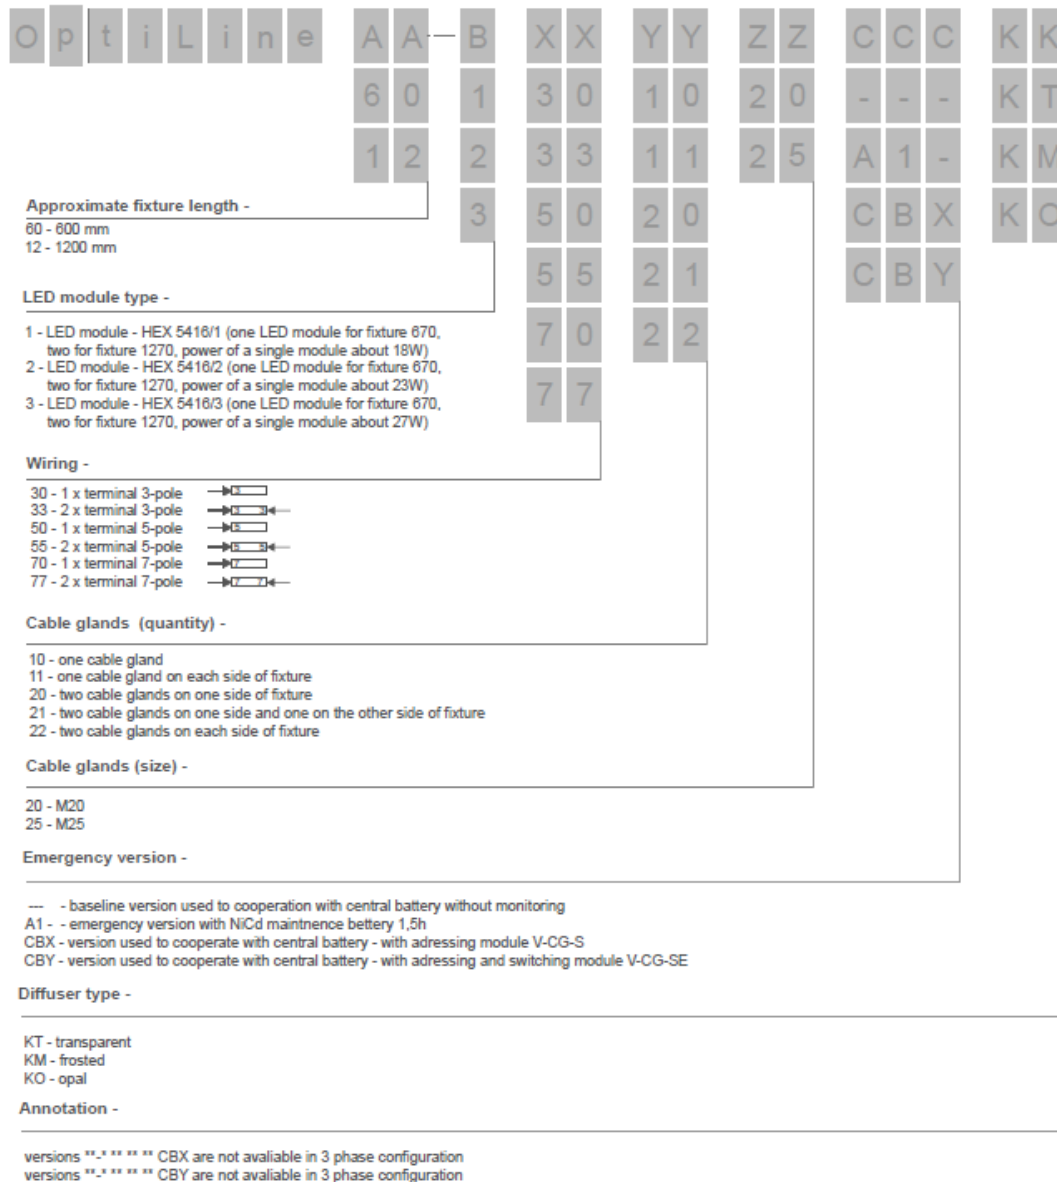 OptiLine AA — B XX YY ZZ CCC KK
60 1 30 10 20 - - - KT
12 2 33 11 25 A1- KM
3 50 20 CBX KO
55 21 CBY
70 22
77
Approximate fixture length -
60 - 600 mm
12 - 1200 mm
LED module type -
1 - LED module - HEX 5416/1 (one LED module for fixture 670,
two for fixture 1270, power of a single module about 18W)
2 - LED module - HEX 5416/2 (one LED module for fixture 670,
two for fixture 1270, power of a single module about 23W)
3 - LED module - HEX 5416/3 (one LED module for fixture 670,
two for fixture 1270, power of a single module about 27W)
Wiring -
30 - 1 x terminal 3-pole 3
33 - 2 x terminal 3-pole 3 3
50 - 1 x terminal 5-pole 5
55 - 2 x terminal 5-pole 5 5
70 - 1 x terminal 7-pole 7
77 - 2 x terminal 7-pole 7 7
Cable glands (quantity) -
10 - one cable gland
11 - one cable gland on each side of fixture
20 - two cable glands on one side of fixture
21 - two cable glands on one side and one on the other side of fixture
22 - two cable glands on each side of fixture
Cable glands (size) -
20 - M20
25 - M25
Emergency version -
--- - baseline version used to cooperation with central battery without monitoring
A1 - - emergency version with NiCd maintnence bettery 1,5h
CBX - version used to cooperate with central battery - with adressing module V-CG-S
CBY - version used to cooperate with central battery - with adressing and switching module V-CG-SE
Diffuser type -
KT - transparent
KM - frosted
KO - opal
Annotation -
versions **-* ** ** ** CBX are not avaliable in 3 phase configuration
versions **-* ** ** ** CBY are not avaliable in 3 phase configuration